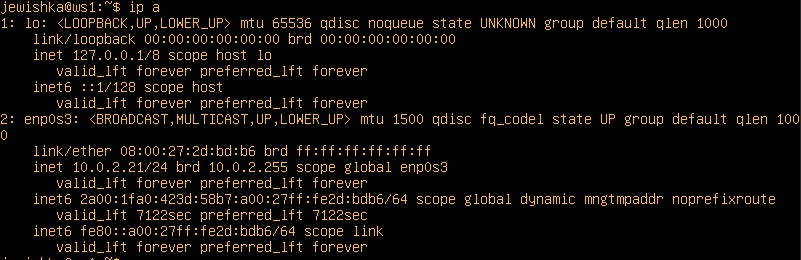 jewishka@ws1:~$ ip a
1: lo: <LOOPBACK,UP,LOWER_UP> mtu 65536 qdisc noqueue state UNKNOWN group default qlen 1000
    link/loopback 00:00:00:00:00:00 brd 00:00:00:00:00:00
    inet 127.0.0.1/8 scope host lo
       valid_lft forever preferred_lft forever
    inet6 ::1/128 scope host
       valid_lft forever preferred_lft forever
2: enp0s3: <BROADCAST,MULTICAST,UP,LOWER_UP> mtu 1500 qdisc fq_codel state UP group default qlen 100
0
    link/ether 08:00:27:2d:bd:b6 brd ff:ff:ff:ff:ff:ff
    inet 10.0.2.21/24 brd 10.0.2.255 scope global enp0s3
       valid_lft forever preferred_lft forever
    inet6 2a00:1fa0:423d:58b7:a00:27ff:fe2d:bdb6/64 scope global dynamic mngtmpaddr noprefixroute
       valid_lft 7122sec preferred_lft 7122sec
    inet6 fe80::a00:27ff:fe2d:bdb6/64 scope link
       valid_lft forever preferred_lft forever
jewishka@ws1:~$